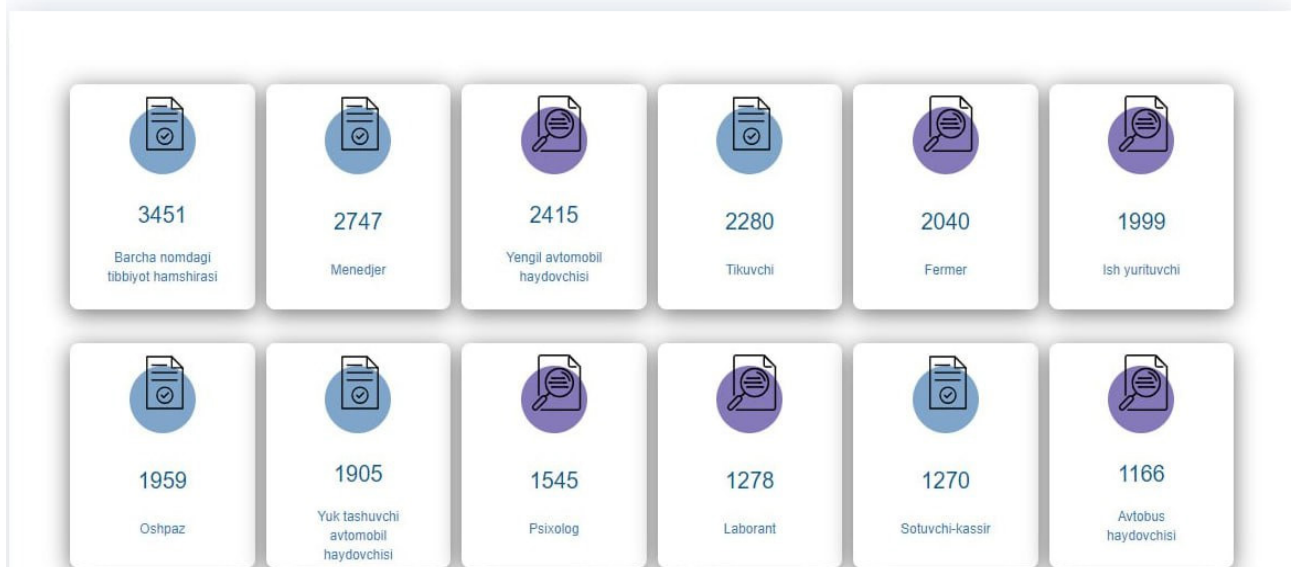 3451
Barcha nomdagi
tibbiyot hamshirasi
2747
Menedjer
2415
Yengil avtomobil
haydovchisi
2280
Tikuvchi
2040
Fermer
1999
Ish yurituvchi
1959
Oshpaz
1905
Yuk tashuvchi
avtomobil
haydovchisi
1545
Psixolog
1278
Laborant
1270
Sotuvchi-kassir
1166
Avtobus
haydovchisi